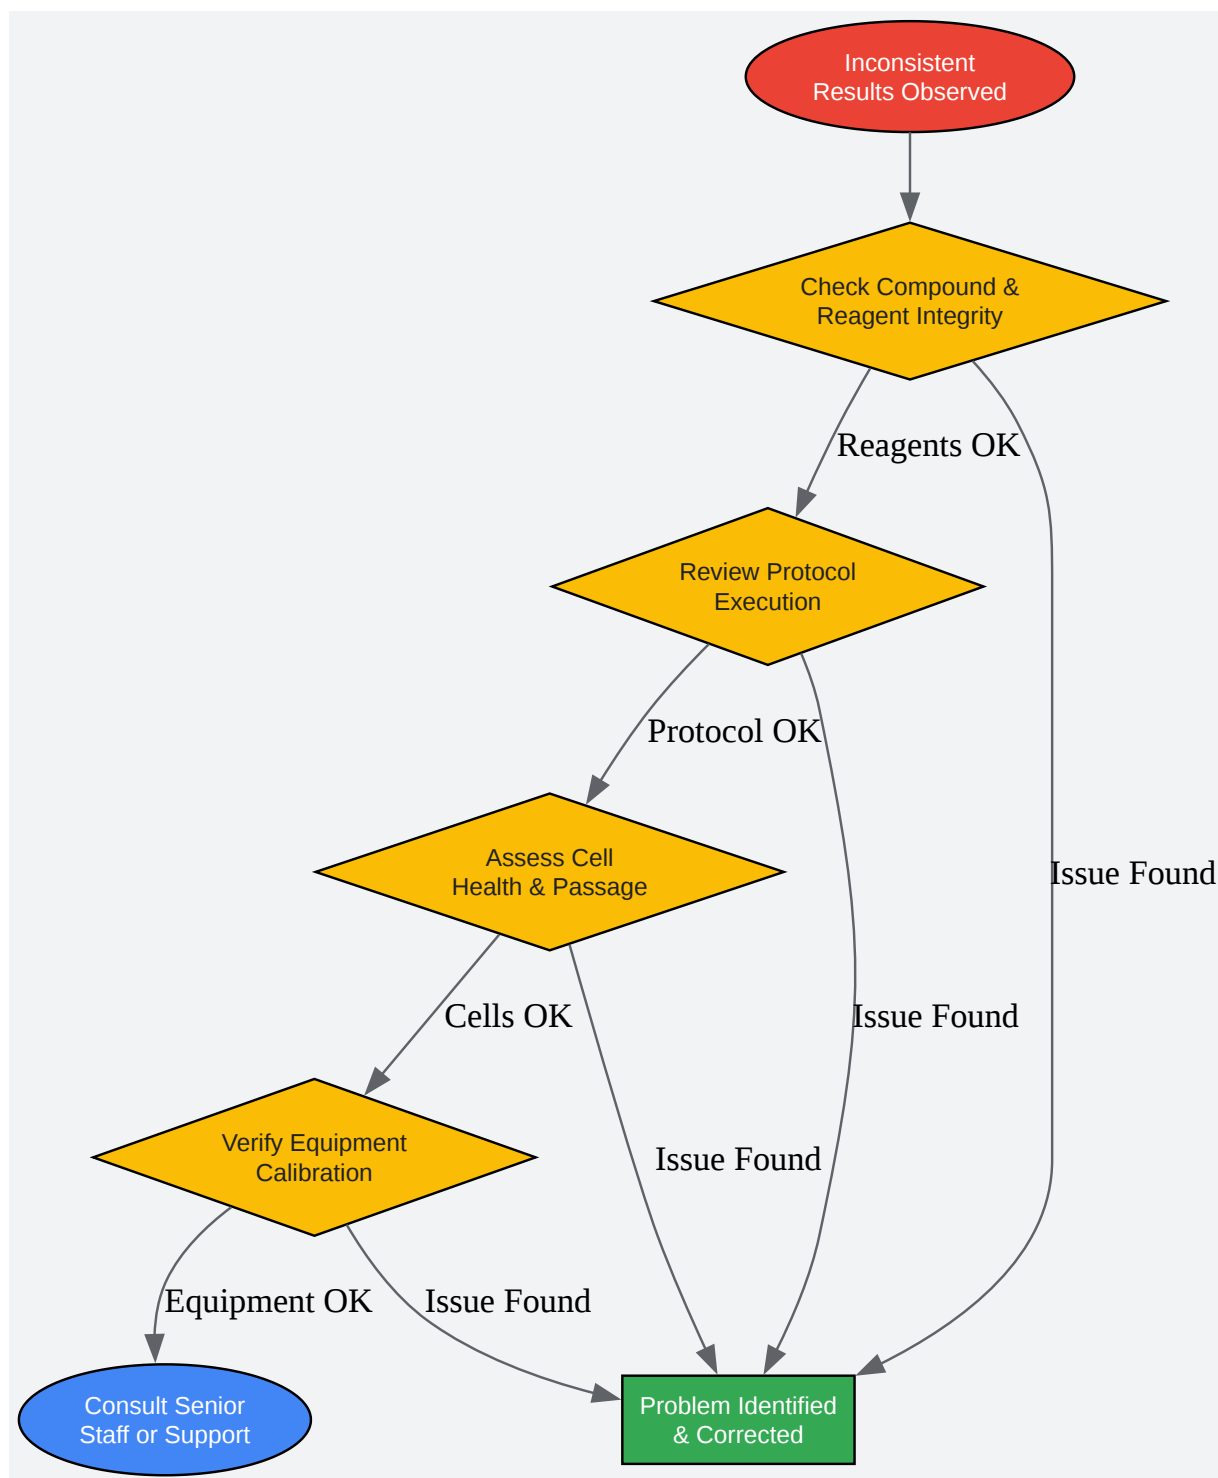 Inconsistent
Results Observed
Check Compound &
Reagent Integrity
Reagents OK
Review Protocol
Execution
Protocol OK
Assess Cell
Health & Passage
Issue Found
Cells OK
Issue Found
Verify Equipment
Calibration
Issue Found
Equipment OK
Issue Found
Consult Senior
Staff or Support
Problem Identified
& Corrected